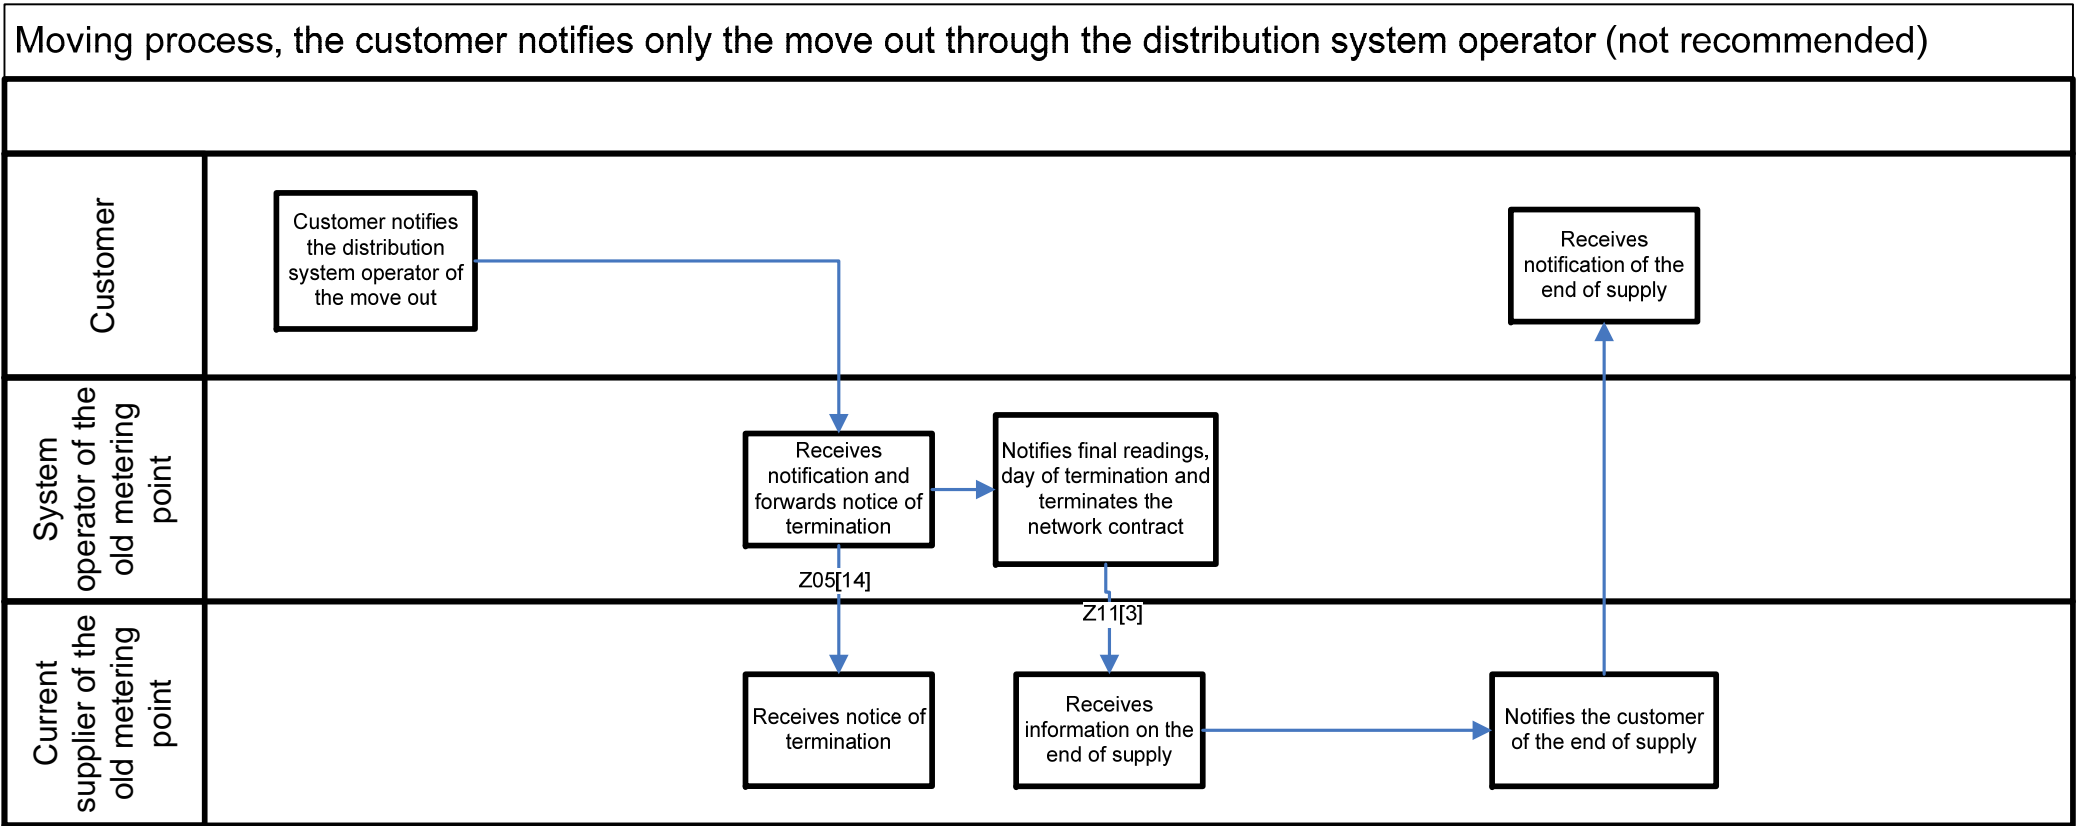 Moving process, the customer notifies only the move out through the distribution system operator (not recommended)
Customer
Customer notifies
the distribution
system operator of
the move out
Receives
notification of the
end of supply
System
operator of the
old metering
point
Receives
notification and
forwards notice of
termination
Notifies final readings,
day of termination and
terminates the
network contract
Z05[14]
Z11[3]
Current
supplier of the
old metering
point
Receives notice of
termination
Receives
information on the
end of supply
Notifies the customer
of the end of supply